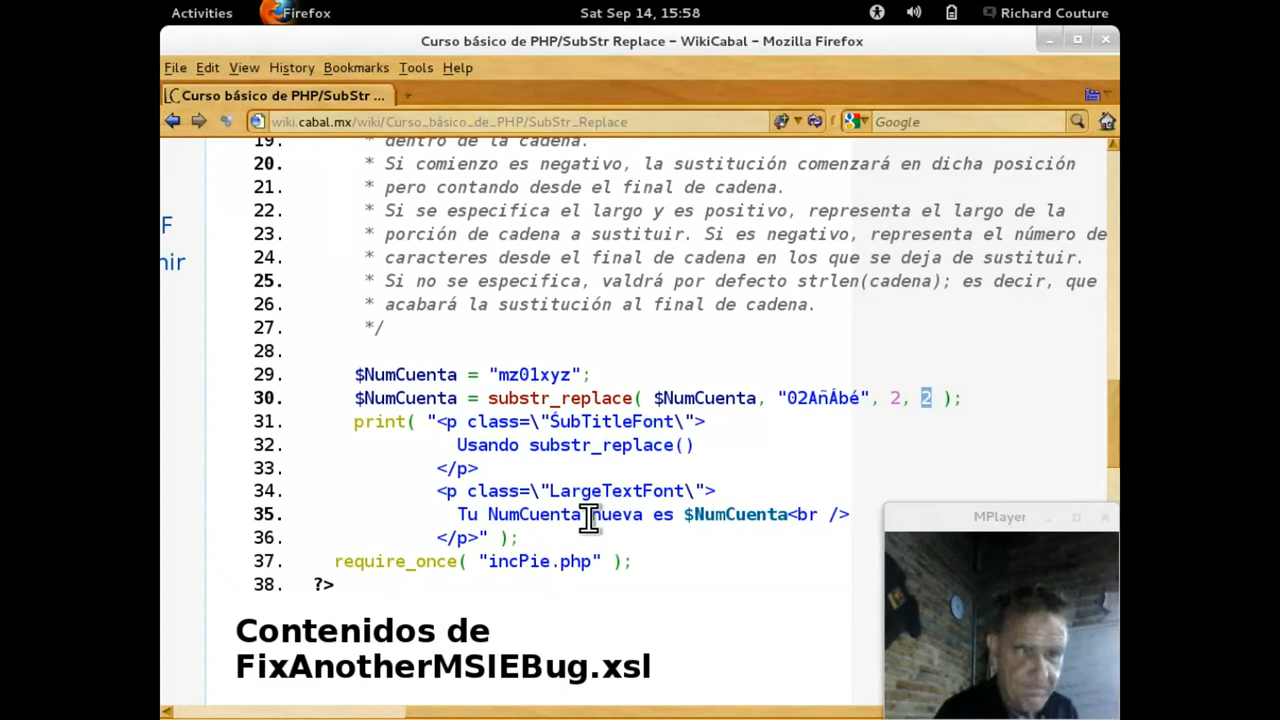 Activities Firefox Sat Sep 14, 15:58 Richard Couture
Curso básico de PHP/SubStr Replace – WikiCabal – Mozilla Firefox
File Edit View History Bookmarks Tools Help
Curso básico de PHP/SubStr ...
wiki.cabal.mx/wiki/Curso_básico_de_PHP/SubStr_Replace Google
19. * dentro de la cadena.
20. * Si comienzo es negativo, la sustitución comenzará en dicha posición
21. * pero contando desde el final de cadena.
22. * Si se especifica el largo y es positivo, representa el largo de la
23. * porción de cadena a sustituir. Si es negativo, representa el número de
24. * caracteres desde el final de cadena en los que se deja de sustituir.
25. * Si no se especifica, valdrá por defecto strlen(cadena); es decir, que
26. * acabará la sustitución al final de cadena.
27. */
28.
29. $NumCuenta = "mz01xyz";
30. $NumCuenta = substr_replace( $NumCuenta, "02AñÁbé", 2, 2 );
31. print( "<p class=\"ŚubTitleFont\">
32. Usando substr_replace()
33. </p>
34. <p class=\"LargeTextFont\">
35. Tu NumCuenta nueva es $NumCuenta<br />
36. </p>" );
37. require_once( "incPie.php" );
38. ?>
F
nir
Contenidos de
FixAnotherMSIEBug.xsl
MPlayer